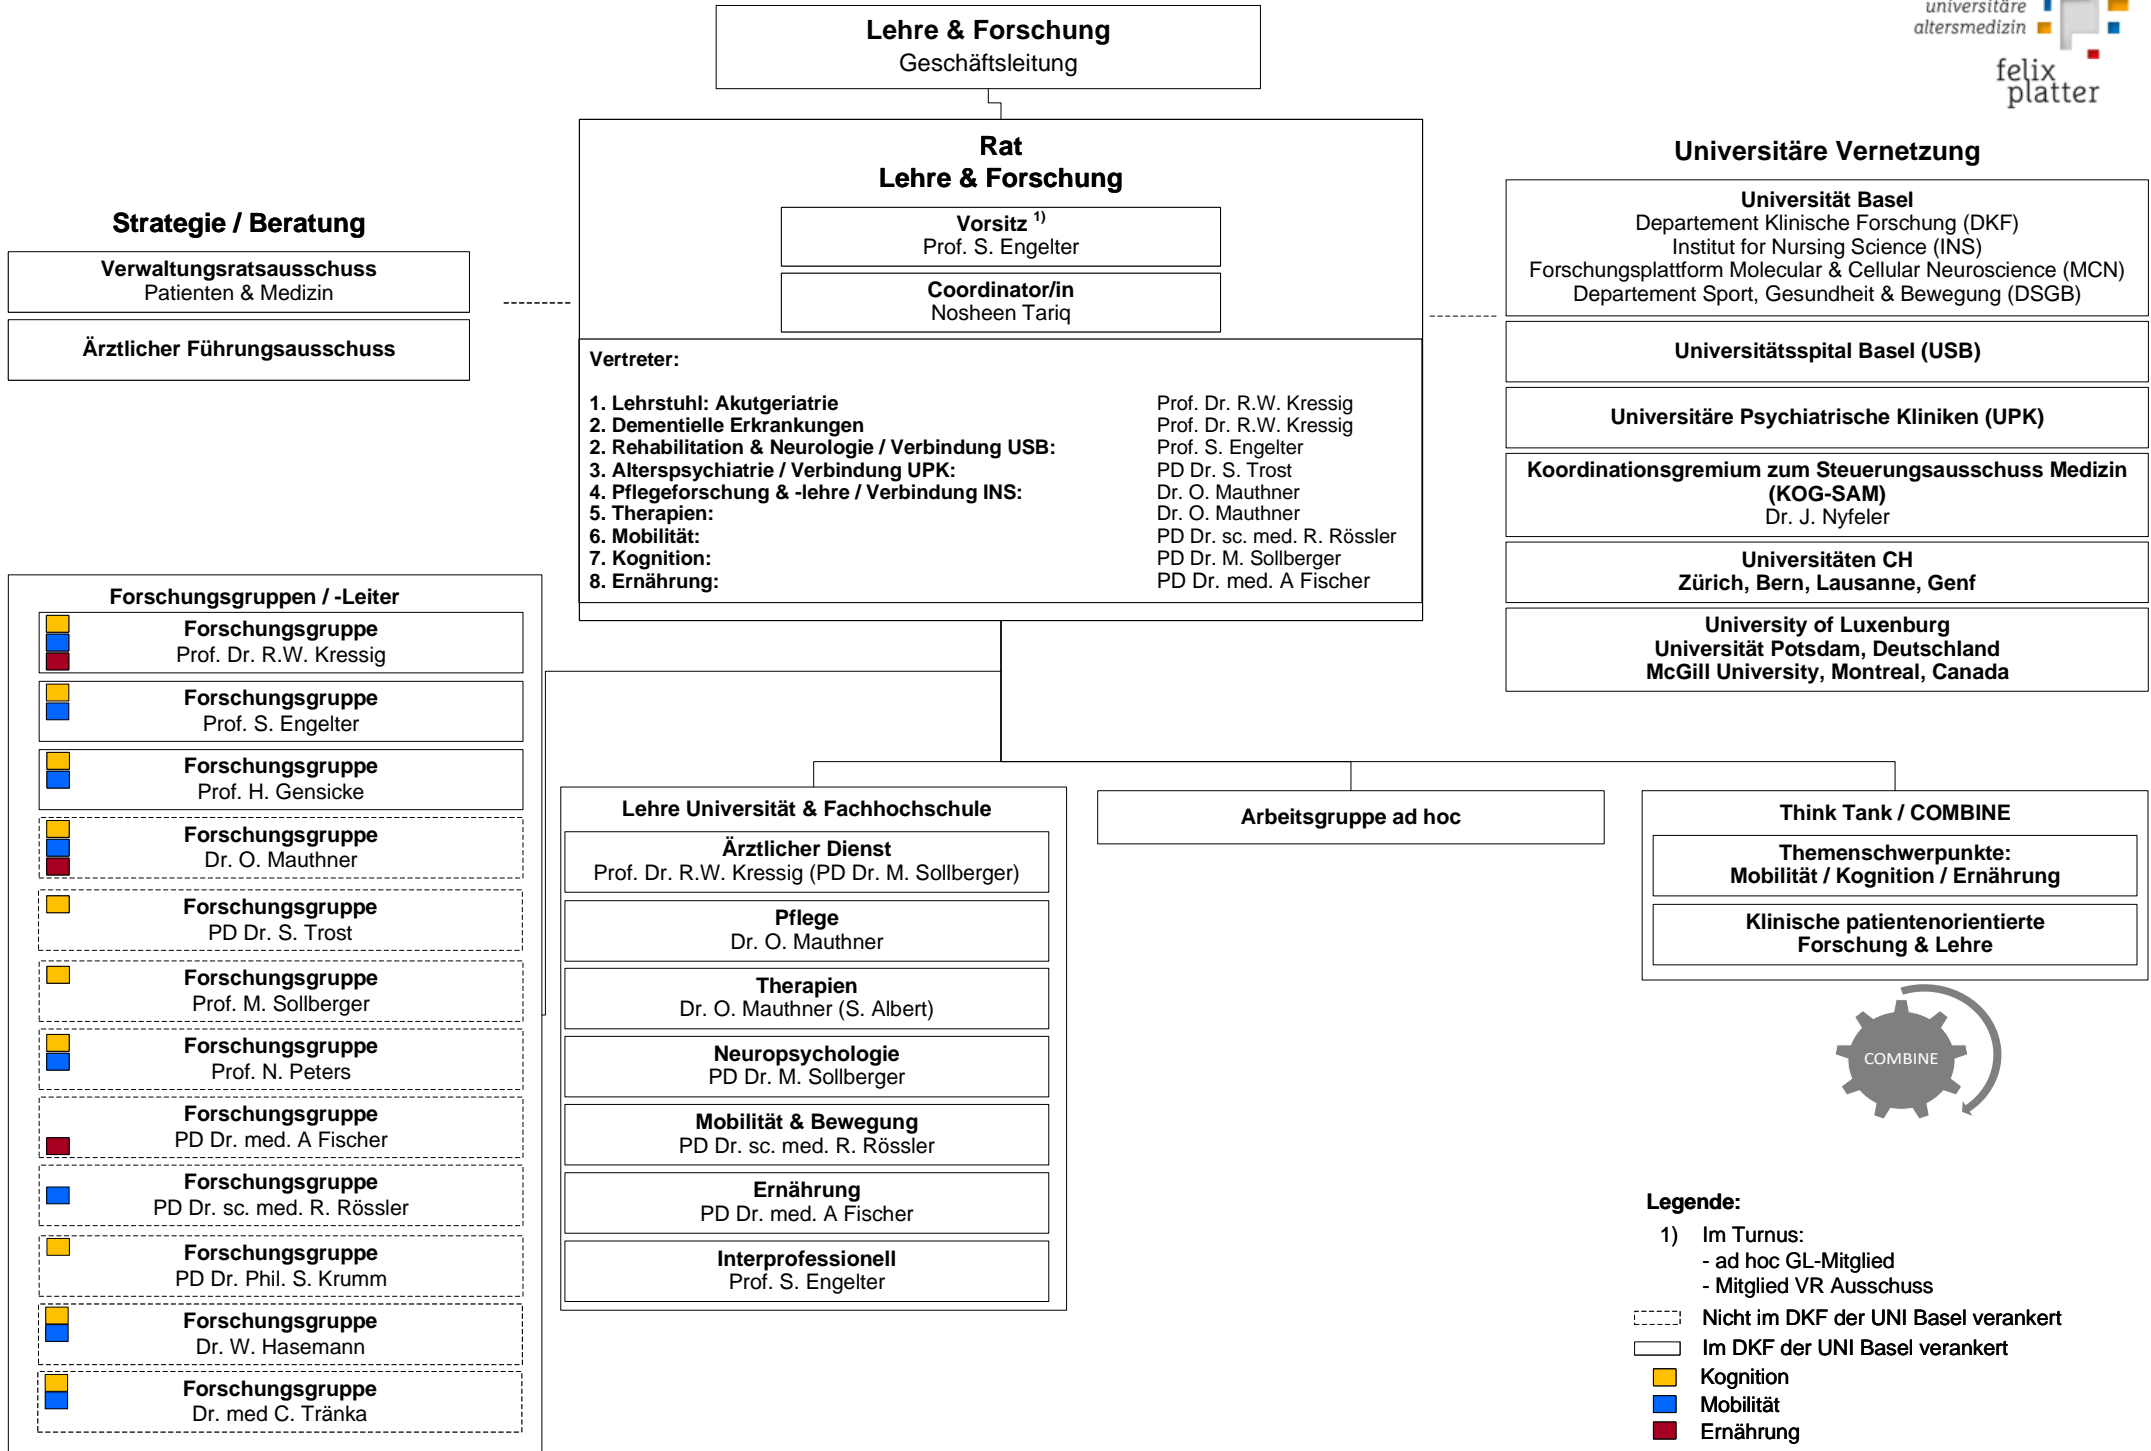 Lehre & Forschung
Geschäftsleitung
universitäre
altersmedizin
felix
platter
Rat
Lehre & Forschung
Vorsitz 1)
Prof. S. Engelter
Coordinator/in
Nosheen Tariq
Vertreter:
1. Lehrstuhl: Akutgeriatrie Prof. Dr. R.W. Kressig
2. Dementielle Erkrankungen Prof. Dr. R.W. Kressig
2. Rehabilitation & Neurologie / Verbindung USB: Prof. S. Engelter
3. Alterspsychiatrie / Verbindung UPK: PD Dr. S. Trost
4. Pflegeforschung & -lehre / Verbindung INS: Dr. O. Mauthner
5. Therapien: Dr. O. Mauthner
6. Mobilität: PD Dr. sc. med. R. Rössler
7. Kognition: PD Dr. M. Sollberger
8. Ernährung: PD Dr. med. A Fischer
Strategie / Beratung
Verwaltungsratsausschuss
Patienten & Medizin
Ärztlicher Führungsausschuss
Universitäre Vernetzung
Universität Basel
Departement Klinische Forschung (DKF)
Institut for Nursing Science (INS)
Forschungsplattform Molecular & Cellular Neuroscience (MCN)
Departement Sport, Gesundheit & Bewegung (DSGB)
Universitätsspital Basel (USB)
Universitäre Psychiatrische Kliniken (UPK)
Koordinationsgremium zum Steuerungsausschuss Medizin
(KOG-SAM)
Dr. J. Nyfeler
Universitäten CH
Zürich, Bern, Lausanne, Genf
University of Luxenburg
Universität Potsdam, Deutschland
McGill University, Montreal, Canada
Forschungsgruppen / -Leiter
Forschungsgruppe
Prof. Dr. R.W. Kressig
Forschungsgruppe
Prof. S. Engelter
Forschungsgruppe
Prof. H. Gensicke
Forschungsgruppe
Dr. O. Mauthner
Forschungsgruppe
PD Dr. S. Trost
Forschungsgruppe
Prof. M. Sollberger
Forschungsgruppe
Prof. N. Peters
Forschungsgruppe
PD Dr. med. A Fischer
Forschungsgruppe
PD Dr. sc. med. R. Rössler
Forschungsgruppe
PD Dr. Phil. S. Krumm
Forschungsgruppe
Dr. W. Hasemann
Forschungsgruppe
Dr. med C. Tränka
Lehre Universität & Fachhochschule
Ärztlicher Dienst
Prof. Dr. R.W. Kressig (PD Dr. M. Sollberger)
Pflege
Dr. O. Mauthner
Therapien
Dr. O. Mauthner (S. Albert)
Neuropsychologie
PD Dr. M. Sollberger
Mobilität & Bewegung
PD Dr. sc. med. R. Rössler
Ernährung
PD Dr. med. A Fischer
Interprofessionell
Prof. S. Engelter
Arbeitsgruppe ad hoc
Think Tank / COMBINE
Themenschwerpunkte:
Mobilität / Kognition / Ernährung
Klinische patientenorientierte
Forschung & Lehre
COMBINE
Legende:
1) Im Turnus:
- ad hoc GL-Mitglied
- Mitglied VR Ausschuss
Nicht im DKF der UNI Basel verankert
Im DKF der UNI Basel verankert
Kognition
Mobilität
Ernährung